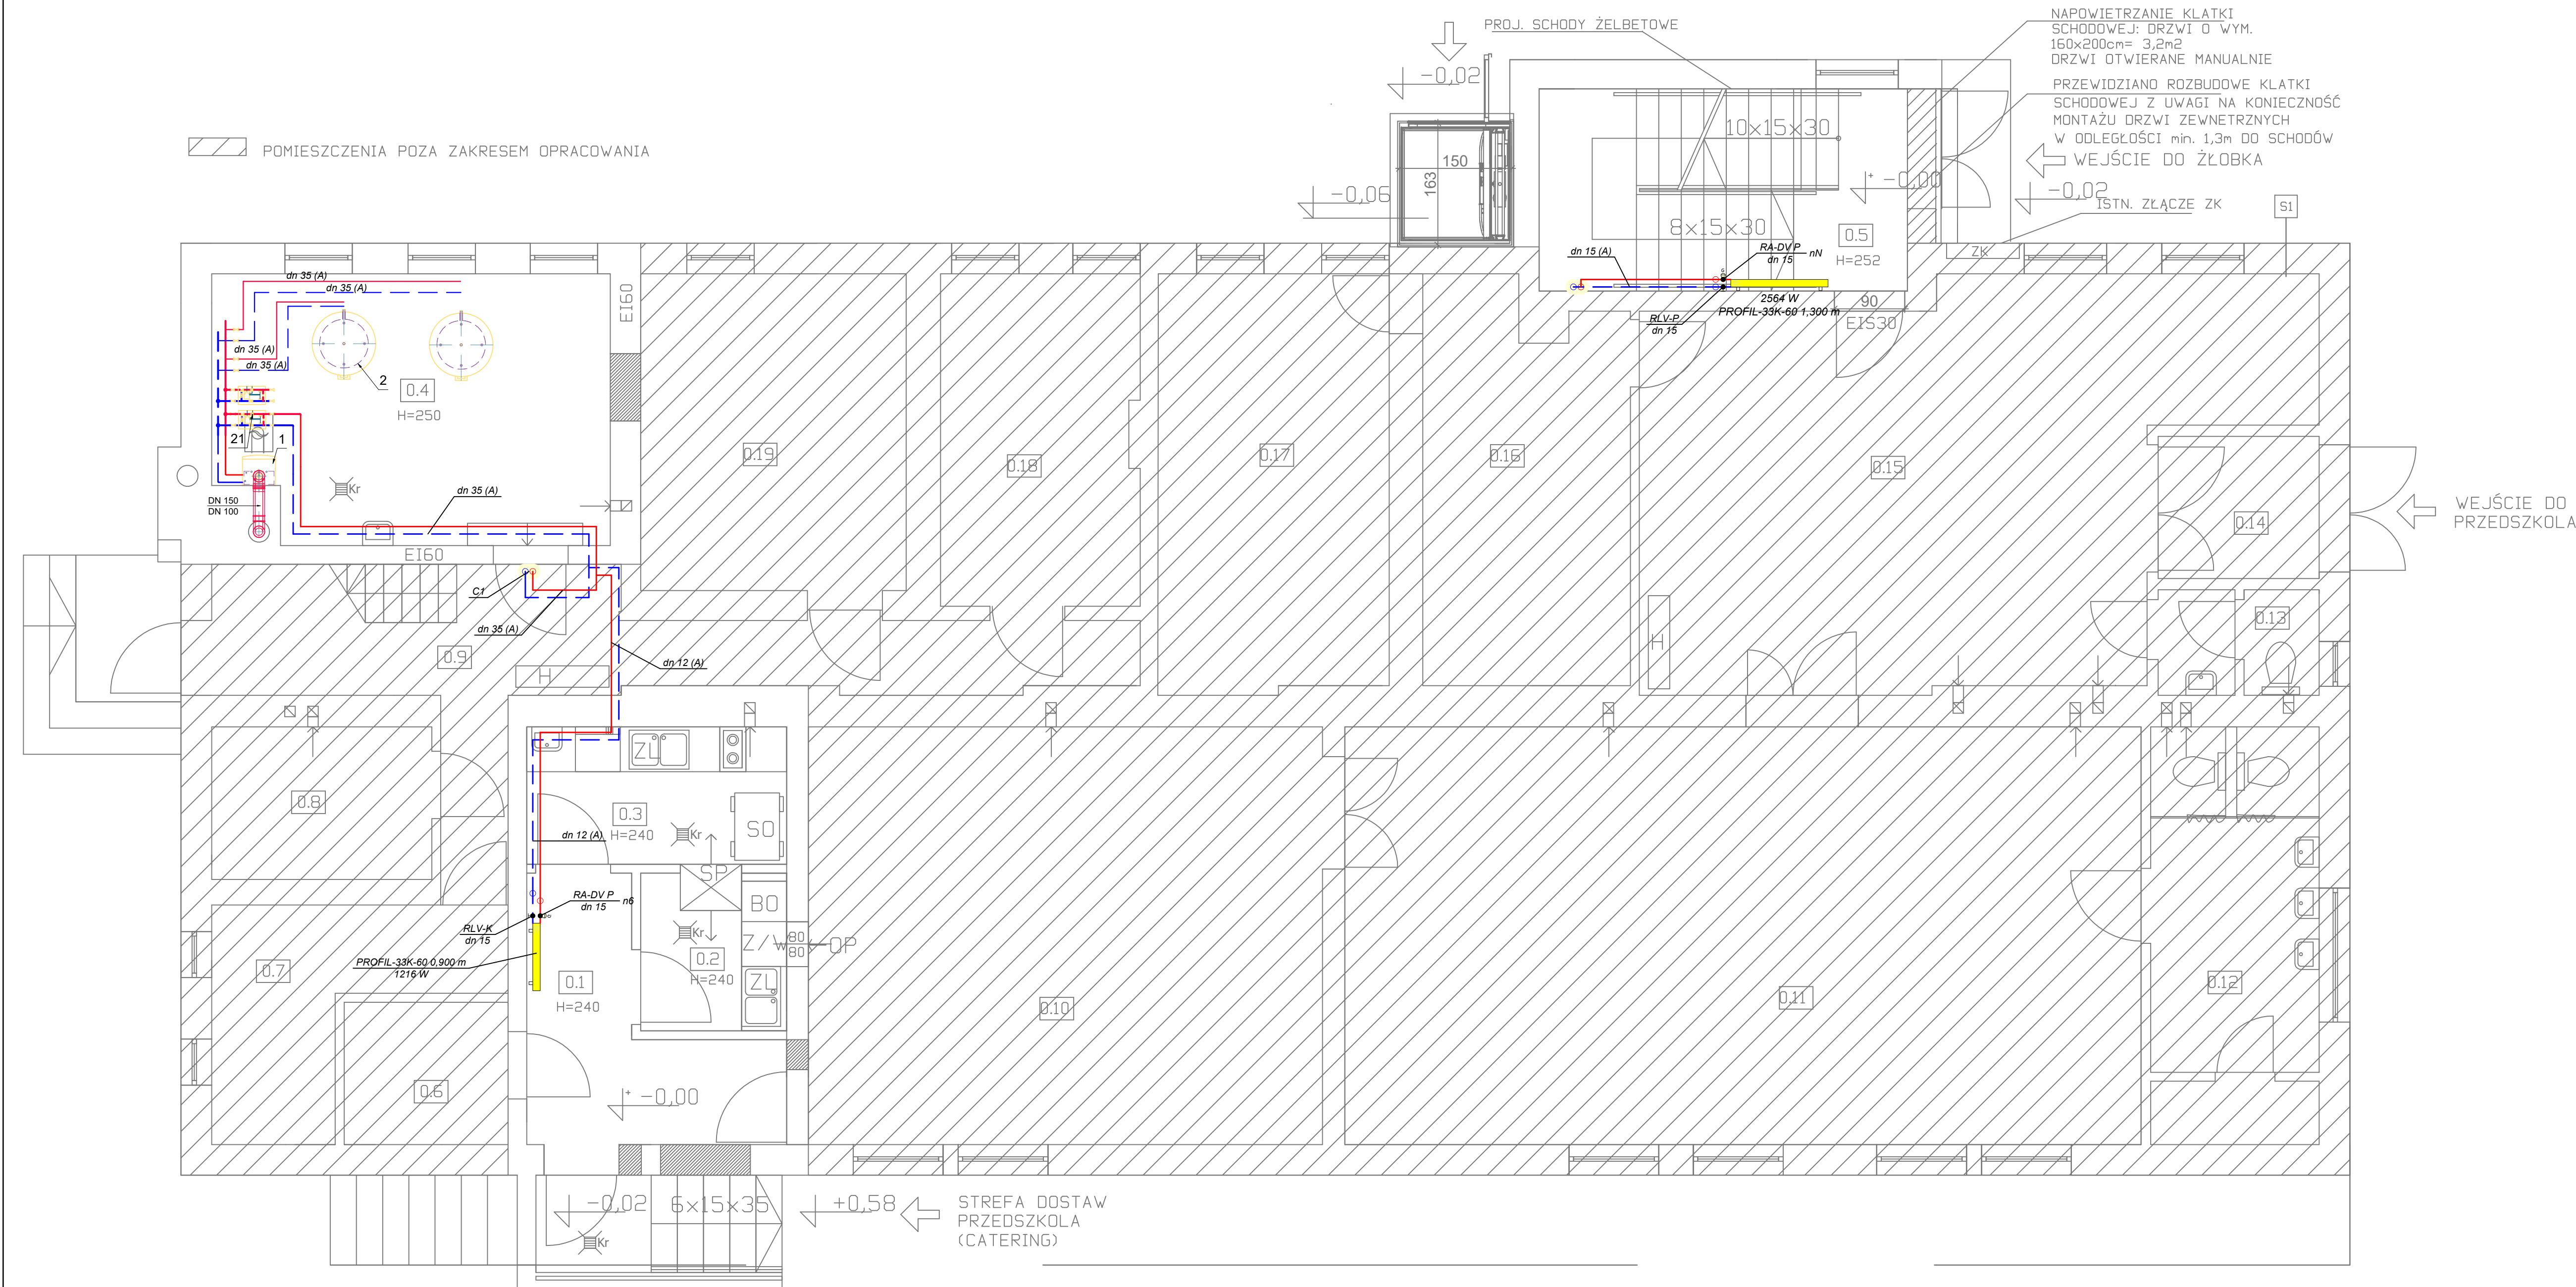 PROJ. SCHODY ŻELBETOWE
NAPOWIETRZANIE KLATKI
SCHODOWEJ: DRZWI O WYM.
160x200cm= 3,2m2
DRZWI OTWIERANE MANUALNIE
PRZEWIDZIANO ROZBUDOWE KLATKI
SCHODOWEJ Z UWAGI NA KONIECZNOŚĆ
MONTAŻU DRZWI ZEWNETRZNYCH
W ODLEGŁOŚCI min. 1,3m DO SCHODÓW
WEJŚCIE DO ŻŁOBKA
-0,02
-0,02
ISTN. ZŁĄCZE ZK
S1
ZK
POMIESZCZENIA POZA ZAKRESEM OPRACOWANIA
150
163
-0,06
10x15x30
8x15x30
+-0,00
0.5
H=252
dn 15 (A)
RA-DV P
dn 15
nN
RLV-P
dn 15
2564 W
PROFIL-33K-60 1,300 m
90
EIS30
dn 35 (A)
dn 35 (A)
dn 35 (A)
dn 35 (A)
2
0.4
H=250
EI60
21
1
DN 150
DN 100
Kr
dn 35 (A)
EI60
C1
dn 35 (A)
dn 12 (A)
0.19
0.18
0.17
0.16
0.15
0.14
0.13
WEJŚCIE DO
PRZEDSZKOLA
0.9
H
H
ZL
0.8
0.3
H=240
dn 12 (A)
Kr
SO
SP
BO
RA-DV P
dn 15
n6
RLV-K
dn 15
PROFIL-33K-60 0,900 m
1216 W
Kr
0.2
H=240
Z/W
80
80
OP
ZL
0.7
0.1
H=240
0.6
0.10
0.11
0.12
+-0,00
-0,02
6x15x35
+0,58
STREFA DOSTAW
PRZEDSZKOLA
(CATERING)
Kr